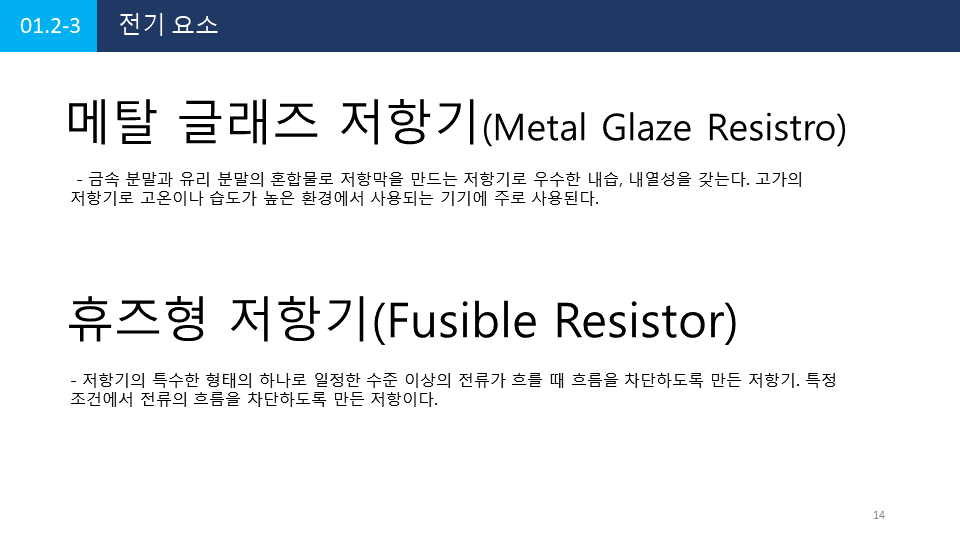 01.2-3 전기 요소
메탈 글래즈 저항기(Metal Glaze Resistro)
- 금속 분말과 유리 분말의 혼합물로 저항막을 만드는 저항기로 우수한 내습, 내열성을 갖는다. 고가의
저항기로 고온이나 습도가 높은 환경에서 사용되는 기기에 주로 사용된다.
휴즈형 저항기(Fusible Resistor)
- 저항기의 특수한 형태의 하나로 일정한 수준 이상의 전류가 흐를 때 흐름을 차단하도록 만든 저항기. 특정
조건에서 전류의 흐름을 차단하도록 만든 저항이다.
14